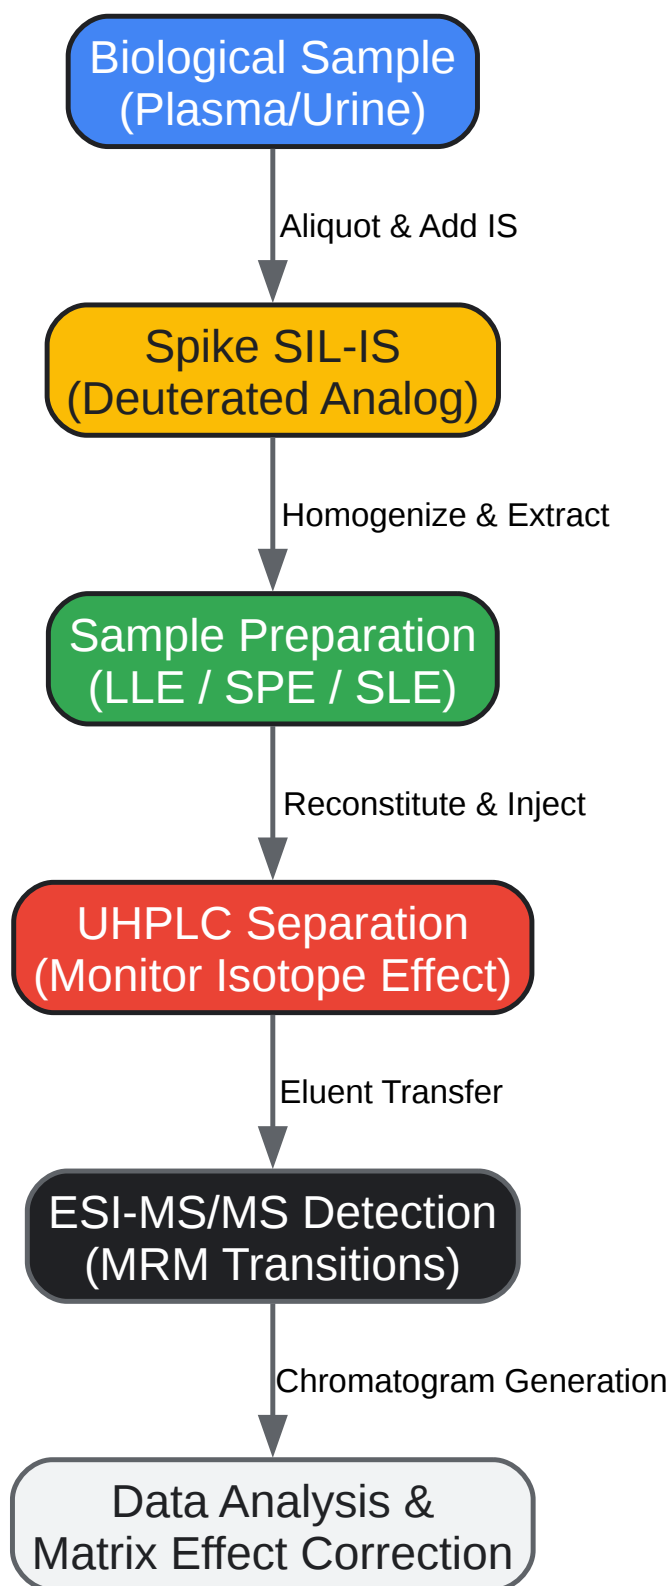 Biological Sample
(Plasma/Urine)
Aliquot & Add IS
Spike SIL-IS
(Deuterated Analog)
Homogenize & Extract
Sample Preparation
(LLE / SPE / SLE)
Reconstitute & Inject
UHPLC Separation
(Monitor Isotope Effect)
Eluent Transfer
ESI-MS/MS Detection
(MRM Transitions)
Chromatogram Generation
Data Analysis &
Matrix Effect Correction